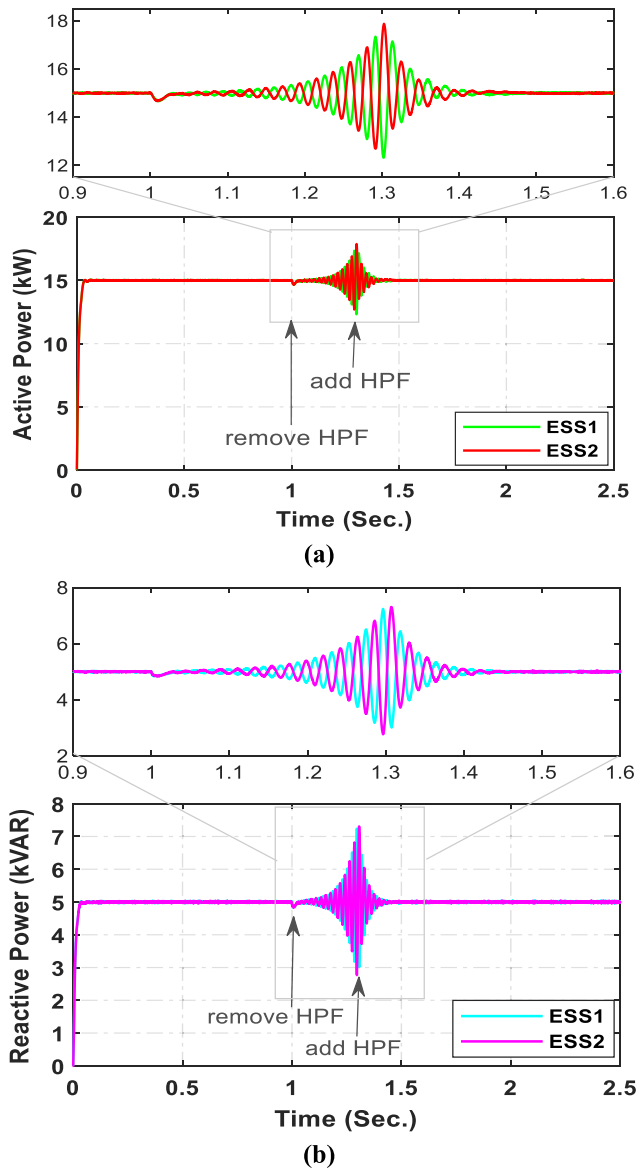 18
16
14
12
0.9 1 1.1 1.2 1.3 1.4 1.5 1.6
20
15
10
5
0
Active Power (kW)
add HPF
remove HPF
ESS1
ESS2
0 0.5 1 1.5 2 2.5
Time (Sec.)
(a)
8
6
4
2
0.9 1 1.1 1.2 1.3 1.4 1.5 1.6
8
7
6
5
4
3
2
1
0
Reactive Power (kVAR)
remove HPF
add HPF
ESS1
ESS2
0 0.5 1 1.5 2 2.5
Time (Sec.)
(b)